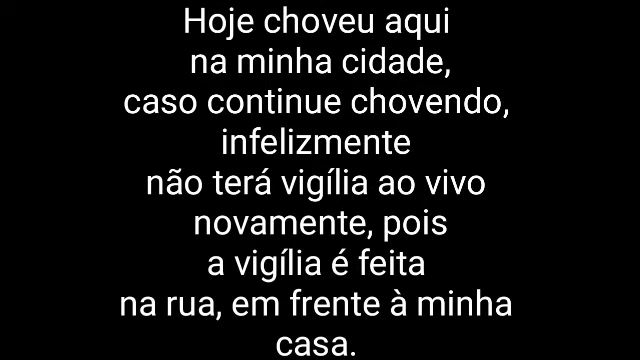 Hoje choveu aqui
na minha cidade,
caso continue chovendo,
infelizmente
não terá vigília ao vivo
novamente, pois
a vigília é feita
na rua, em frente à minha
casa.